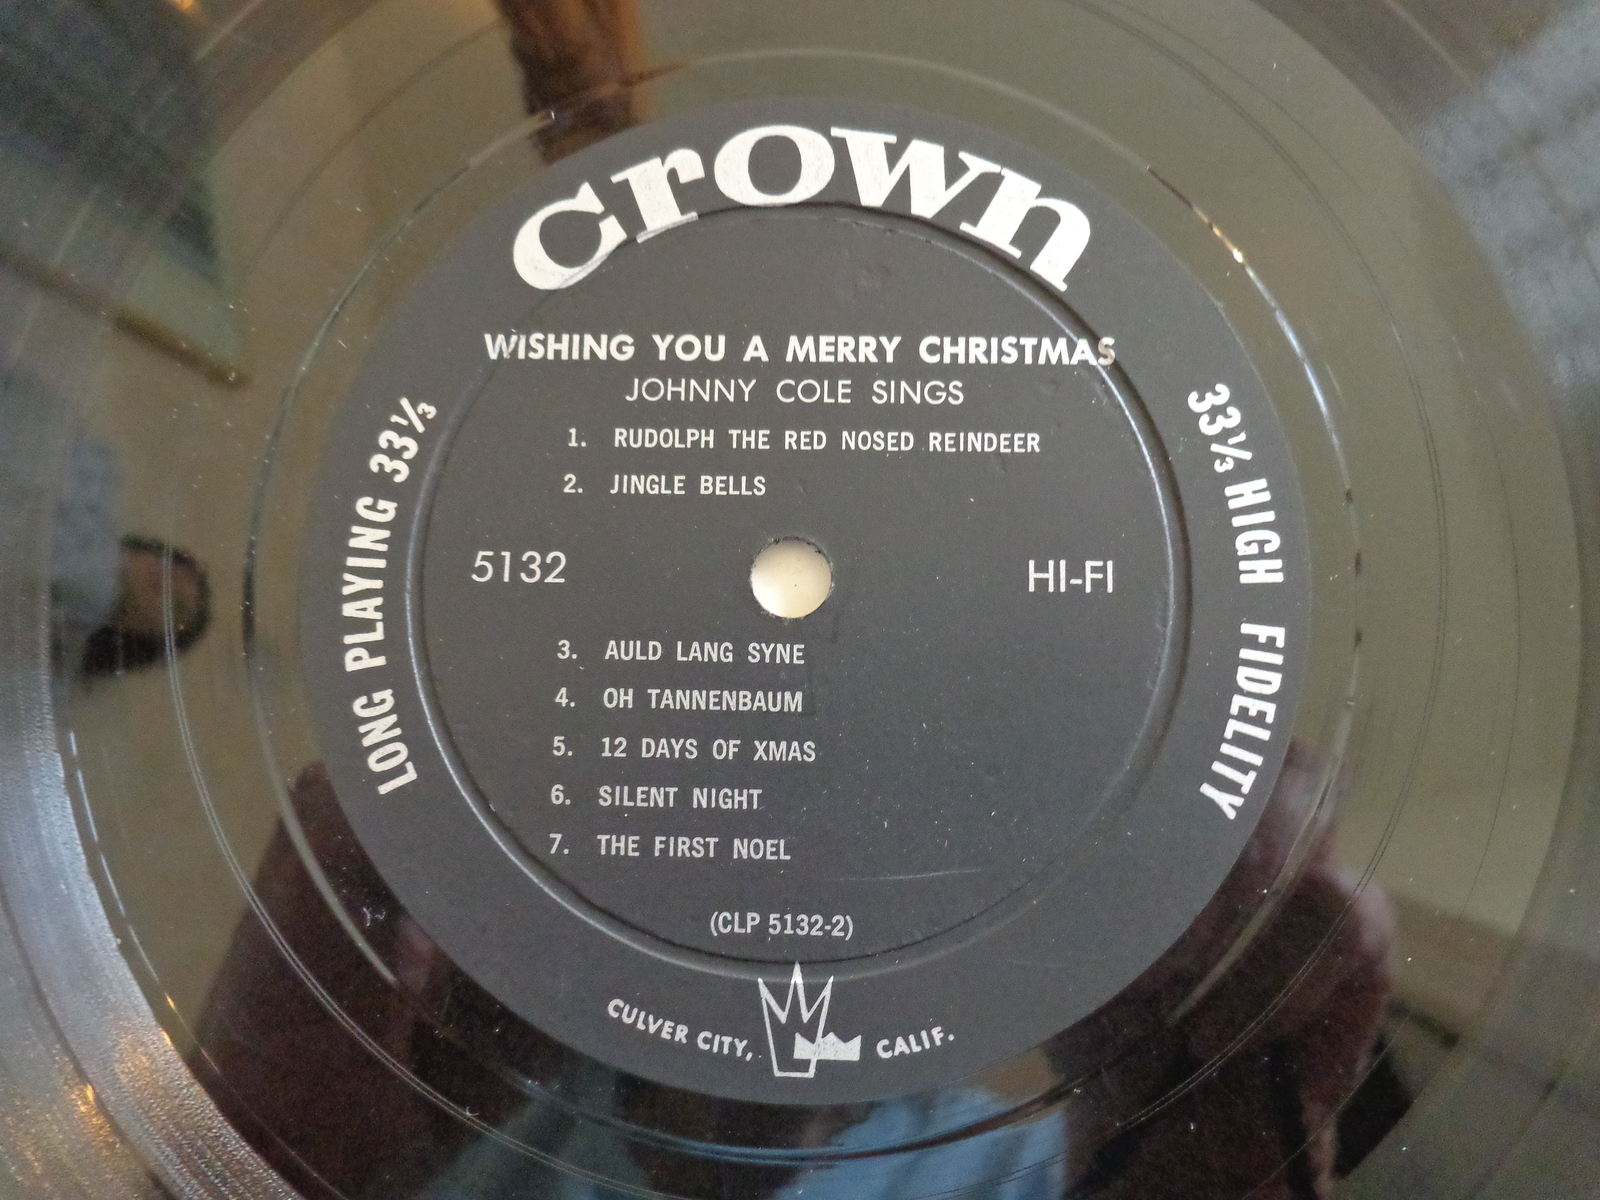 crown
WISHING YOU A MERRY CHRISTMAS
JOHNNY COLE SINGS
1. RUDOLPH THE RED NOSED REINDEER
2. JINGLE BELLS
5132
HI-FI
3. AULD LANG SYNE
4. OH TANNENBAUM
5. 12 DAYS OF XMAS
6. SILENT NIGHT
7. THE FIRST NOEL
(CLP 5132-2)
CULVER CITY, CALIF.
LONG PLAYING 33⅓
33⅓ HIGH FIDELITY